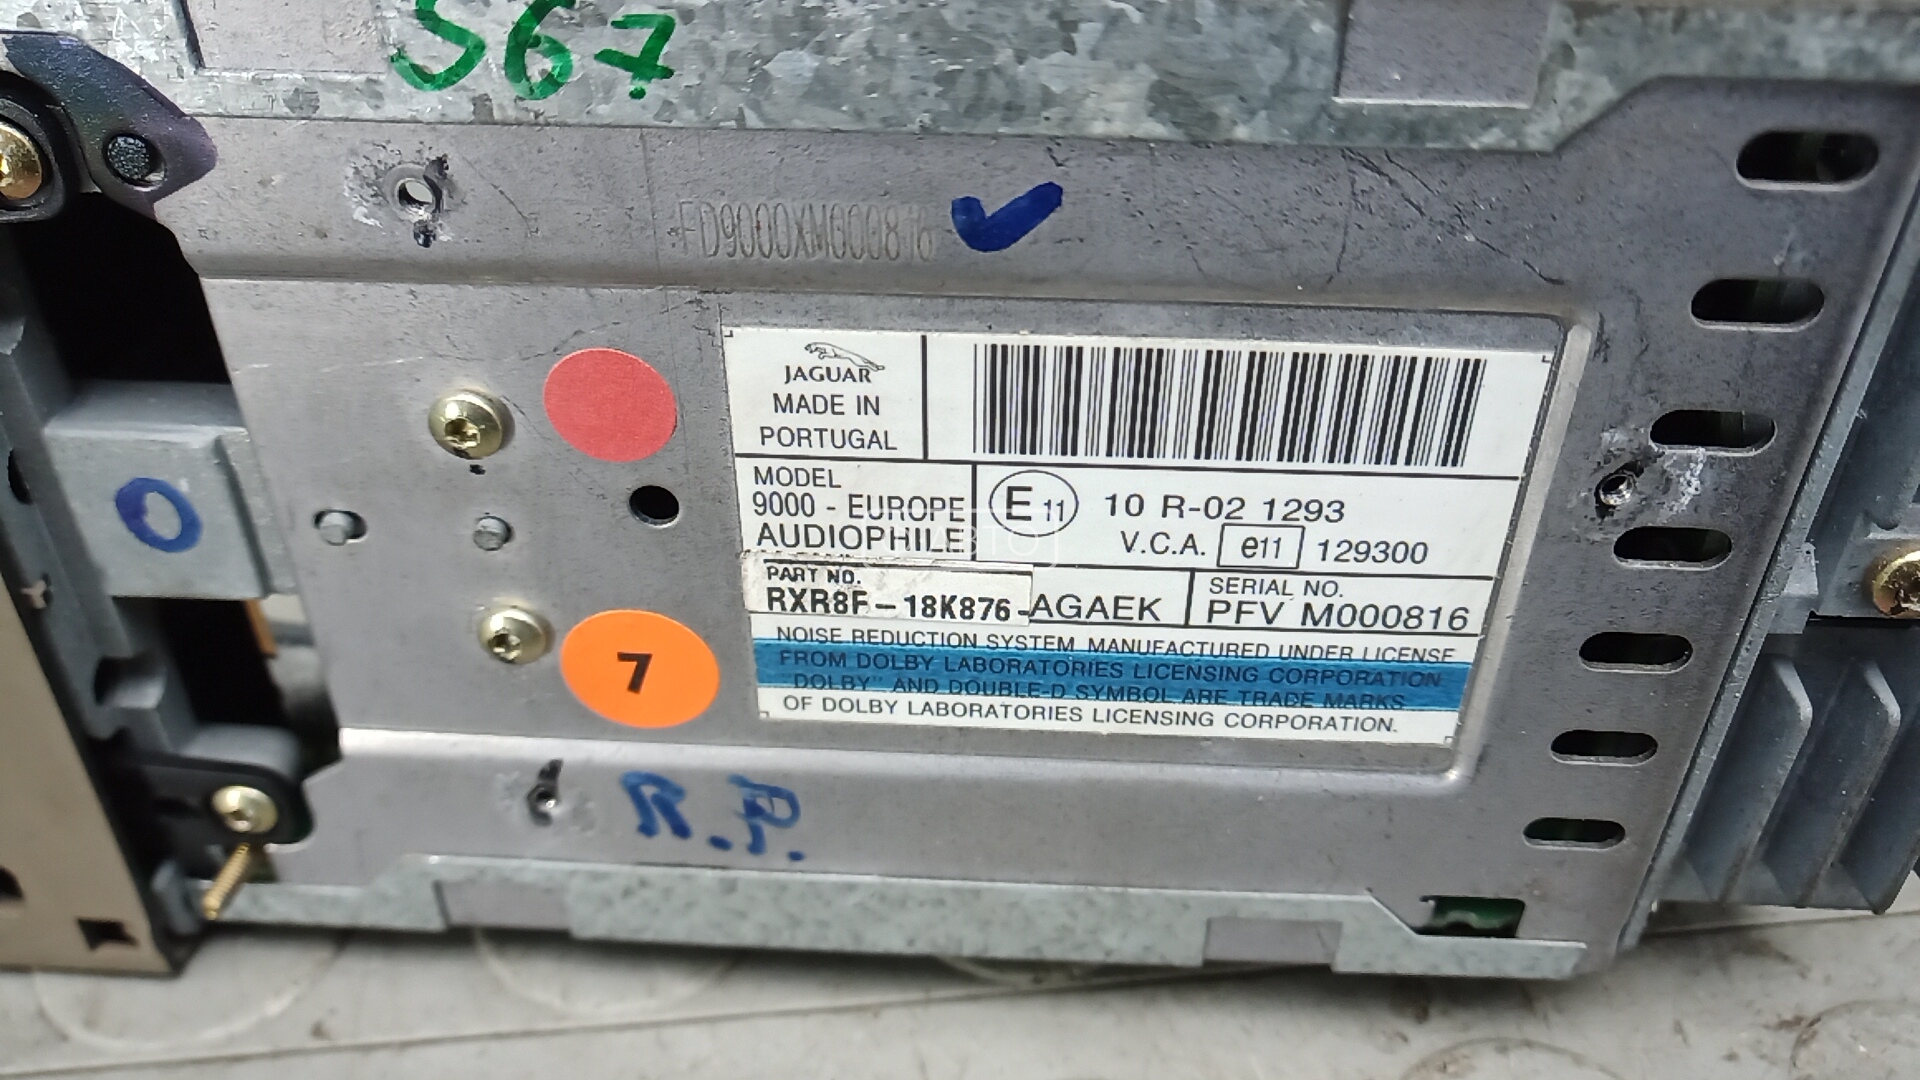 567
FD9000XM000816
JAGUAR
MADE IN
PORTUGAL
MODEL
9000 - EUROPE
AUDIOPHILE
E 11
10 R-02 1293
V.C.A. e11 129300
PART NO.
RXR8F-18K876-AGAEK
SERIAL NO.
PFV M000816
NOISE REDUCTION SYSTEM MANUFACTURED UNDER LICENSE
FROM DOLBY LABORATORIES LICENSING CORPORATION
"DOLBY" AND DOUBLE-D SYMBOL ARE TRADE MARKS
OF DOLBY LABORATORIES LICENSING CORPORATION.
0
7